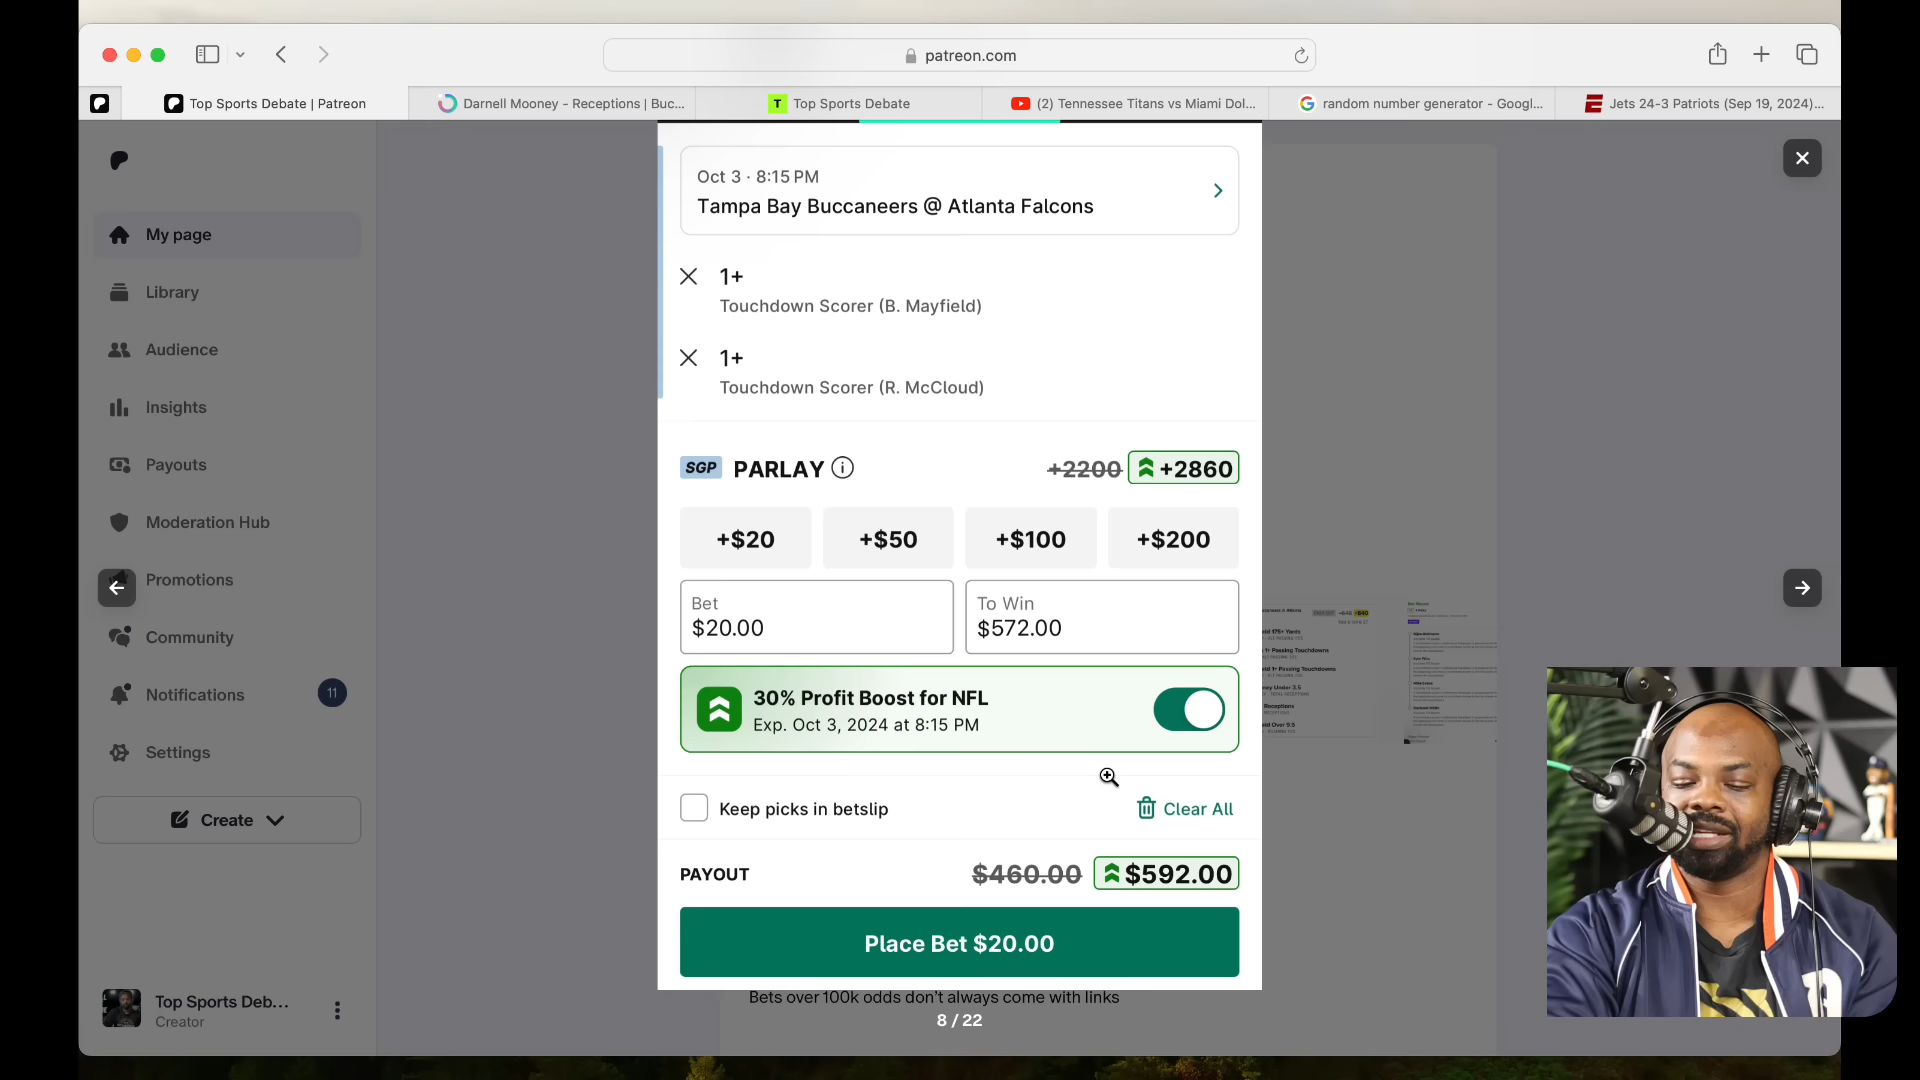 patreon.com
Top Sports Debate | Patreon
Darnell Mooney - Receptions | Buc...
T Top Sports Debate
(2) Tennessee Titans vs Miami Dol...
random number generator - Googl...
Jets 24-3 Patriots (Sep 19, 2024)...
My page
Library
Audience
Insights
Payouts
Moderation Hub
Promotions
Community
Notifications 11
Settings
Create
Top Sports Deb...
Creator
Oct 3 · 8:15 PM
Tampa Bay Buccaneers @ Atlanta Falcons
1+
Touchdown Scorer (B. Mayfield)
1+
Touchdown Scorer (R. McCloud)
SGP PARLAY +2200 +2860
+$20 +$50 +$100 +$200
Bet
$20.00
To Win
$572.00
30% Profit Boost for NFL
Exp. Oct 3, 2024 at 8:15 PM
Keep picks in betslip
Clear All
PAYOUT $460.00 $592.00
Place Bet $20.00
Bets over 100k odds don't always come with links
8 / 22